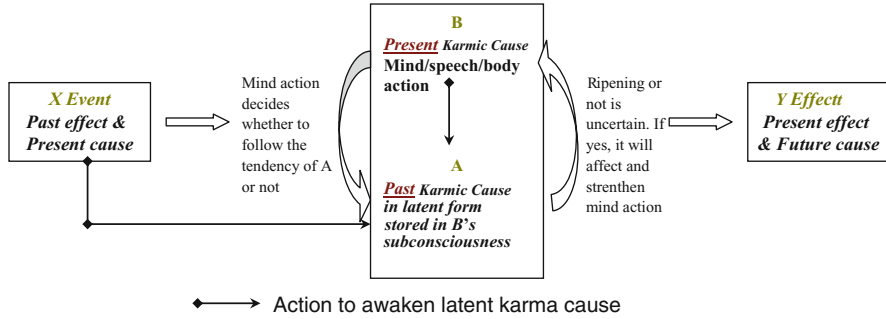 X Event
Past effect &
Present cause
Mind action
decides
whether to
follow the
tendency of A
or not
B
Present Karmic Cause
Mind/speech/body
action
A
Past Karmic Cause
in latent form
stored in B's
subconsciousness
Ripening or
not is
uncertain. If
yes, it will
affect and
strenthen
mind action
Y Effectt
Present effect
& Future cause
Action to awaken latent karma cause